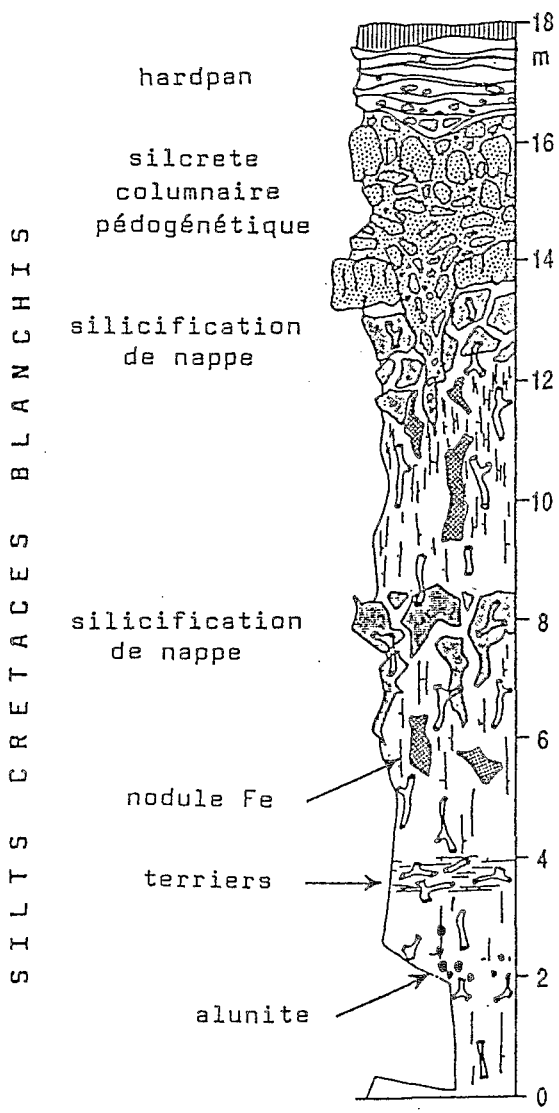 18
m
hardpan
16
silcrete
columnaire
pédogénétique
14
silicification
de nappe
12
10
silicification
de nappe
8
6
nodule Fe
4
terriers
2
alunite
0
SILTS CRETACES BLANCHIS